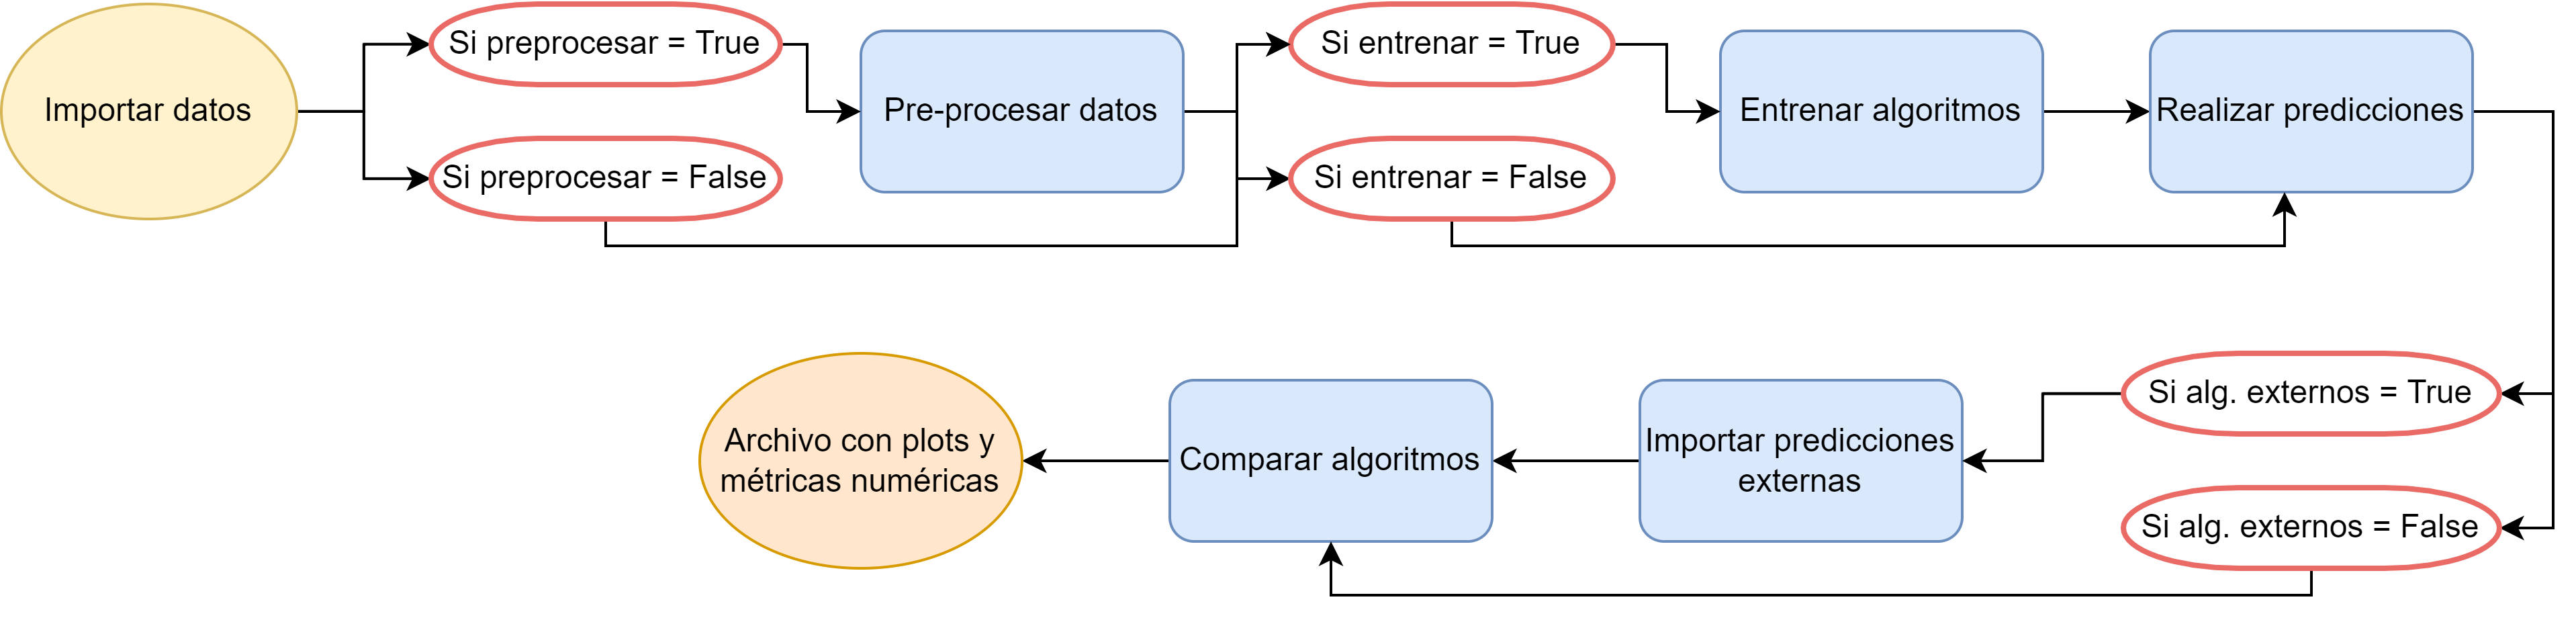 Importar datos
Si preprocesar = True
Si preprocesar = False
Pre-procesar datos
Si entrenar = True
Si entrenar = False
Entrenar algoritmos
Realizar predicciones
Si alg. externos = True
Si alg. externos = False
Importar predicciones
externas
Comparar algoritmos
Archivo con plots y
métricas numéricas